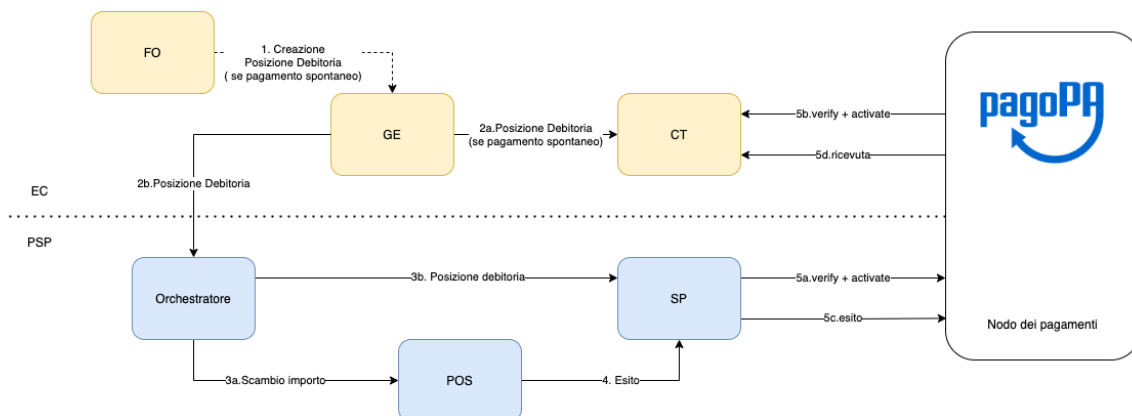 FO
1. Creazione
Posizione Debitoria
( se pagamento spontaneo)
GE
2a.Posizione Debitoria
(se pagamento spontaneo)
CT
5b.verify + activate
5d.ricevuta
pagoPA
2b.Posizione Debitoria
EC
PSP
Orchestratore
3b. Posizione debitoria
SP
5a.verify + activate
5c.esito
Nodo dei pagamenti
3a.Scambio importo
POS
4. Esito